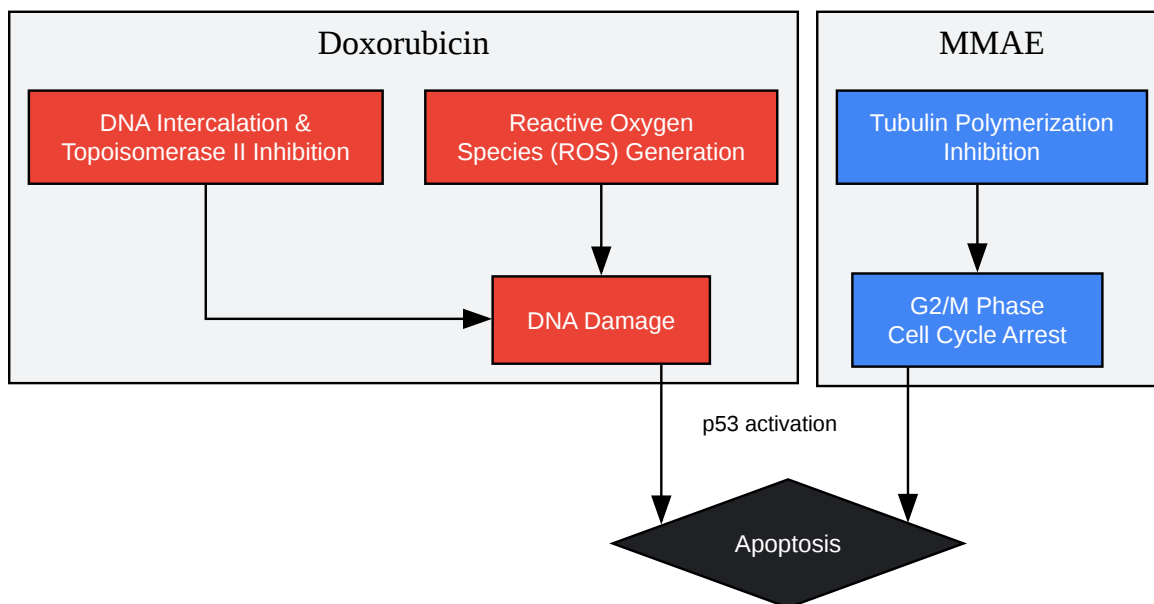 Doxorubicin
DNA Intercalation &
Topoisomerase II Inhibition
Reactive Oxygen
Species (ROS) Generation
DNA Damage
MMAE
Tubulin Polymerization
Inhibition
G2/M Phase
Cell Cycle Arrest
p53 activation
Apoptosis